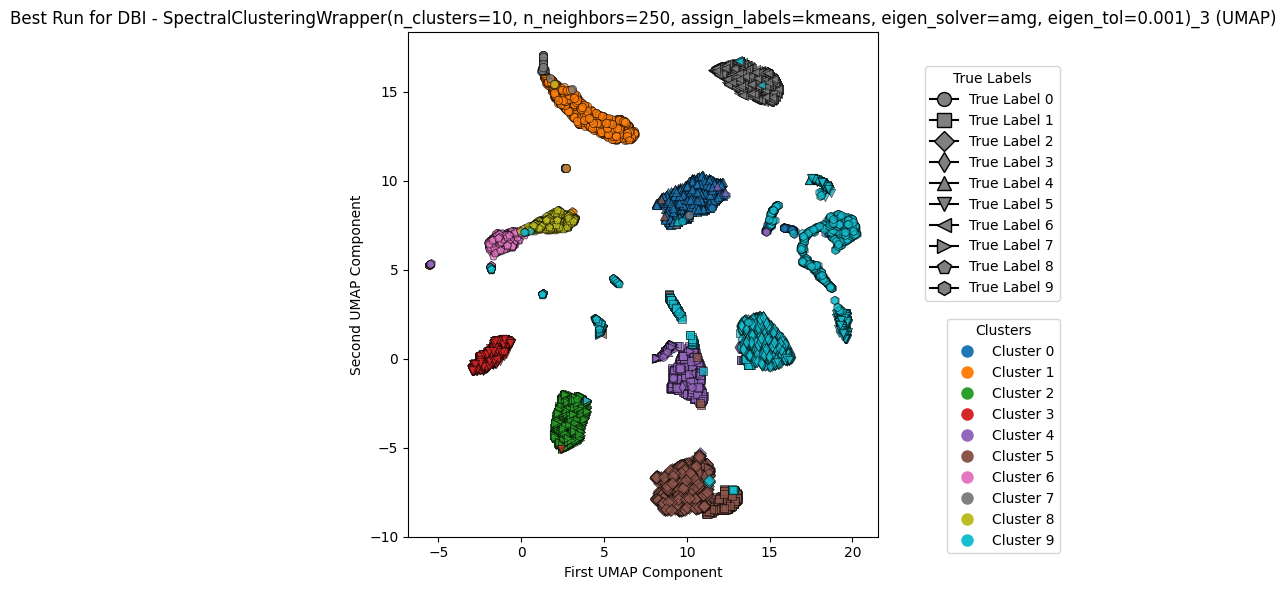 Best Run for DBI - SpectralClusteringWrapper(n_clusters=10, n_neighbors=250, assign_labels=kmeans, eigen_solver=amg, eigen_tol=0.001)_3 (UMAP)
Second UMAP Component
15
10
5
0
−5
−10
−5
0
5
10
15
20
First UMAP Component
True Labels
True Label 0
True Label 1
True Label 2
True Label 3
True Label 4
True Label 5
True Label 6
True Label 7
True Label 8
True Label 9
Clusters
Cluster 0
Cluster 1
Cluster 2
Cluster 3
Cluster 4
Cluster 5
Cluster 6
Cluster 7
Cluster 8
Cluster 9